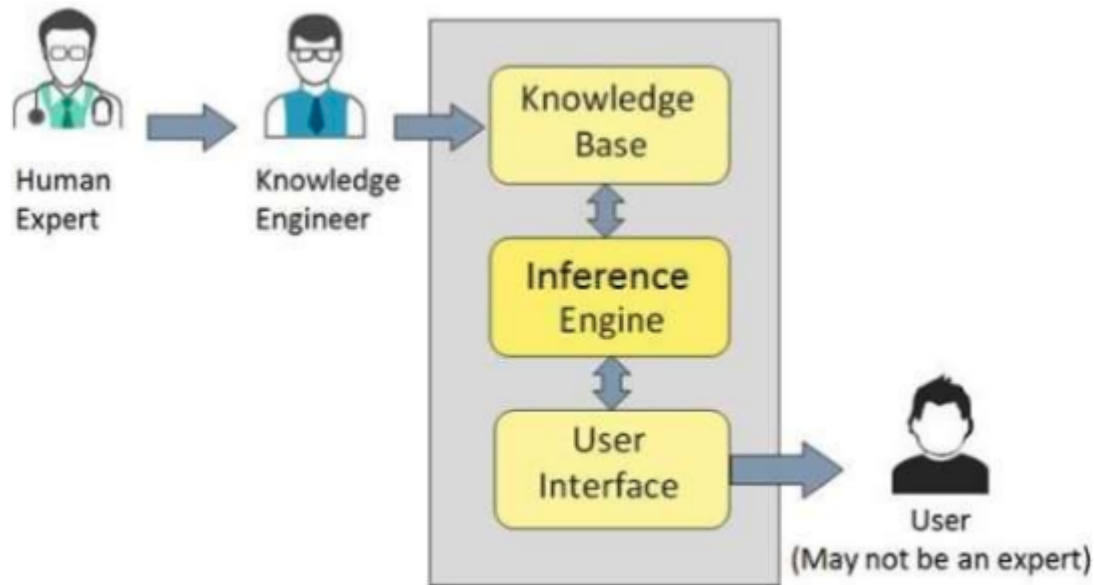 Human
Expert
Knowledge
Engineer
Knowledge
Base
Inference
Engine
User
Interface
User
(May not be an expert)